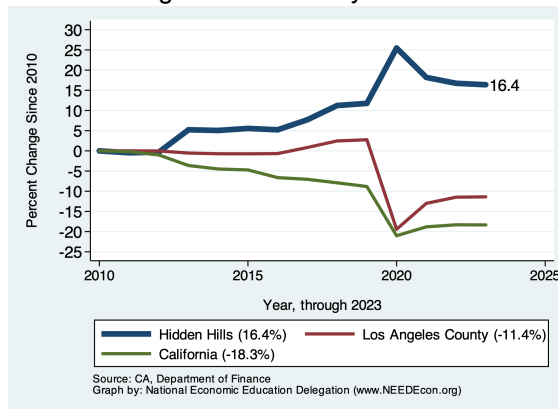 Percent Change Since 2010
30
25
20
15
10
5
0
-5
-10
-15
-20
-25
16.4
2010 2015 2020 2025
Year, through 2023
Hidden Hills (16.4%) Los Angeles County (-11.4%)
California (-18.3%)
Source: CA, Department of Finance
Graph by: National Economic Education Delegation (www.NEEDEcon.org)